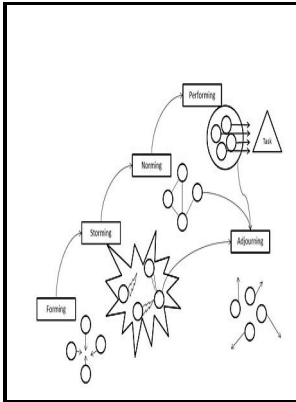 Performing
Task
Norming
Storming
Adjourning
Forming